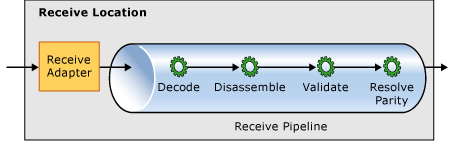 Receive Location
Receive
Adapter
Decode
Disassemble
Validate
Resolve
Parity
Receive Pipeline